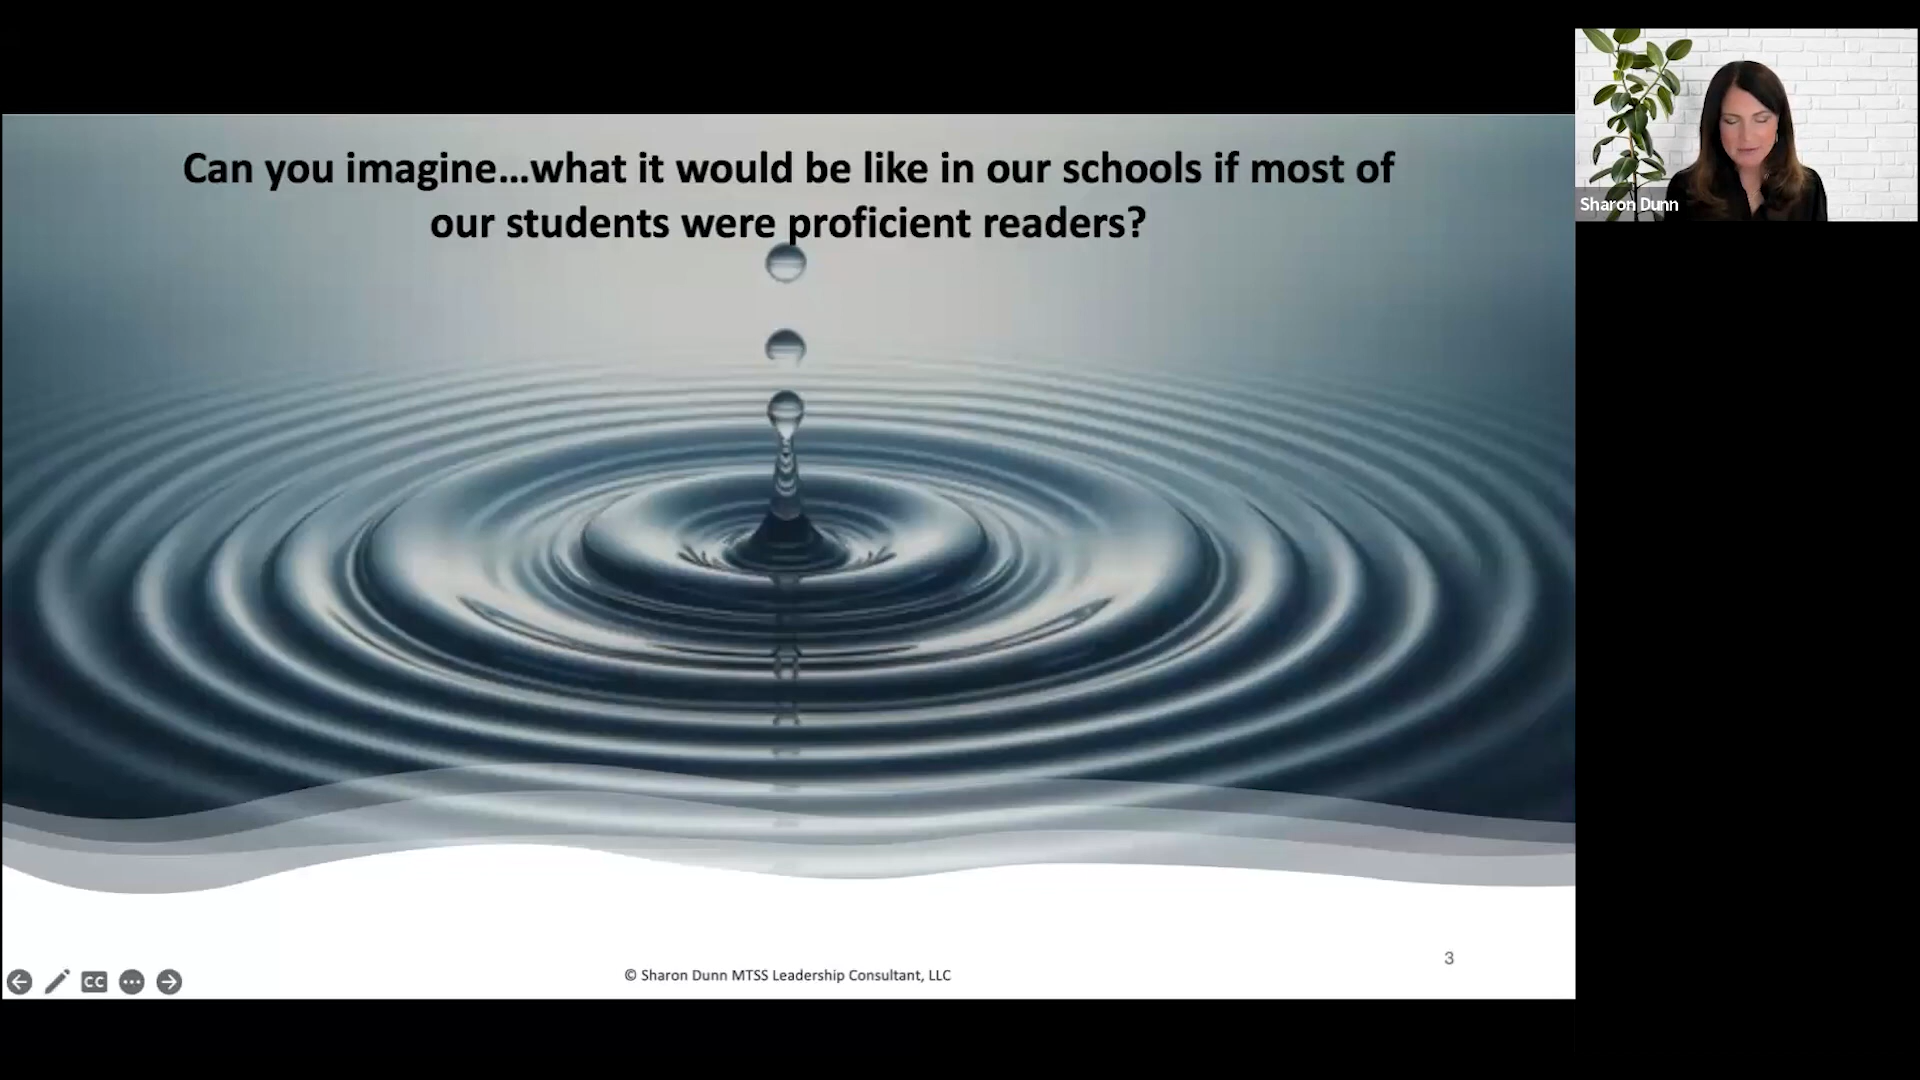 Can you imagine...what it would be like in our schools if most of
our students were proficient readers?
Sharon Dunn
3
© Sharon Dunn MTSS Leadership Consultant, LLC
CC